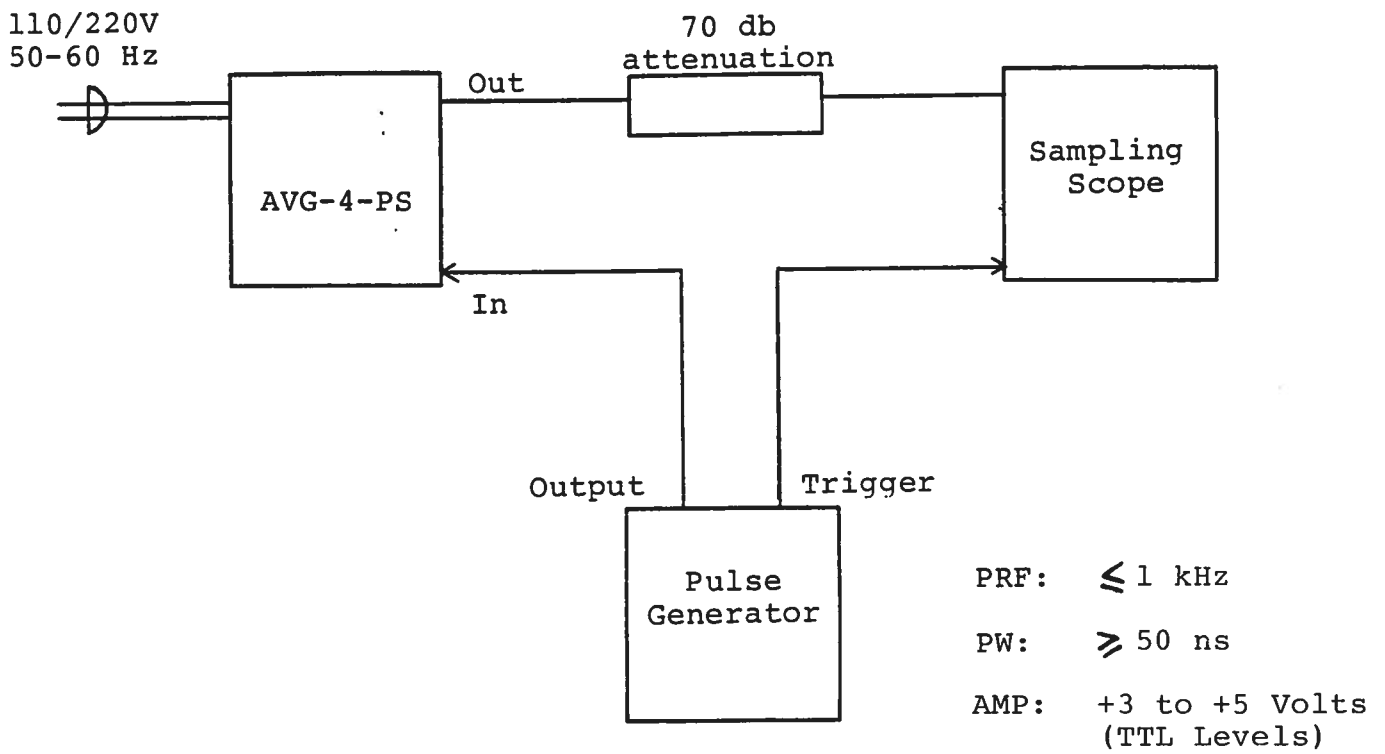 110/220V
50-60 Hz
70 db
attenuation
Out
AVG-4-PS
Sampling
Scope
In
Output
Trigger
Pulse
Generator
PRF: ≤ 1 kHz
PW: ≥ 50 ns
AMP: +3 to +5 Volts
(TTL Levels)